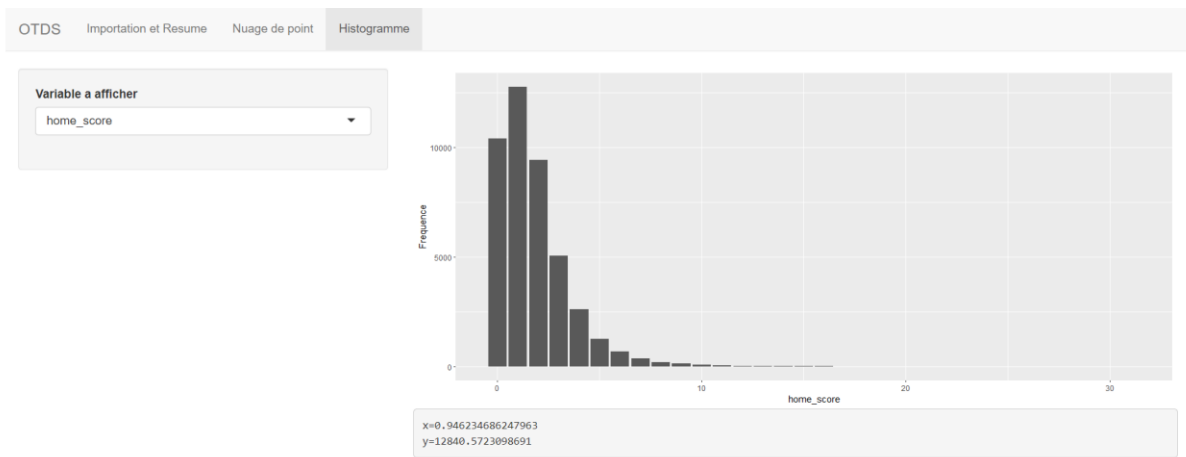 OTDS Importation et Resume Nuage de point Histogramme
Variable a afficher
home_score
10000
Frequence
5000
0
0 10 20 30
home_score
x=0.946234686247963
y=12840.5723098691